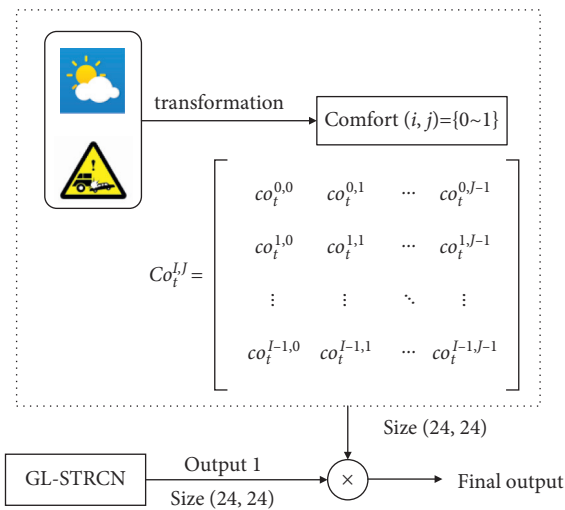 transformation
Comfort (i, j)={0~1}
Co_t^{I,J} =
co_t^{0,0} co_t^{0,1} ... co_t^{0,J–1}
co_t^{1,0} co_t^{1,1} ... co_t^{1,J–1}
⋮ ⋮ ⋱ ⋮
co_t^{I–1,0} co_t^{I–1,1} ... co_t^{I–1,J–1}
Size (24, 24)
GL-STRCN
Output 1
Size (24, 24)
×
Final output